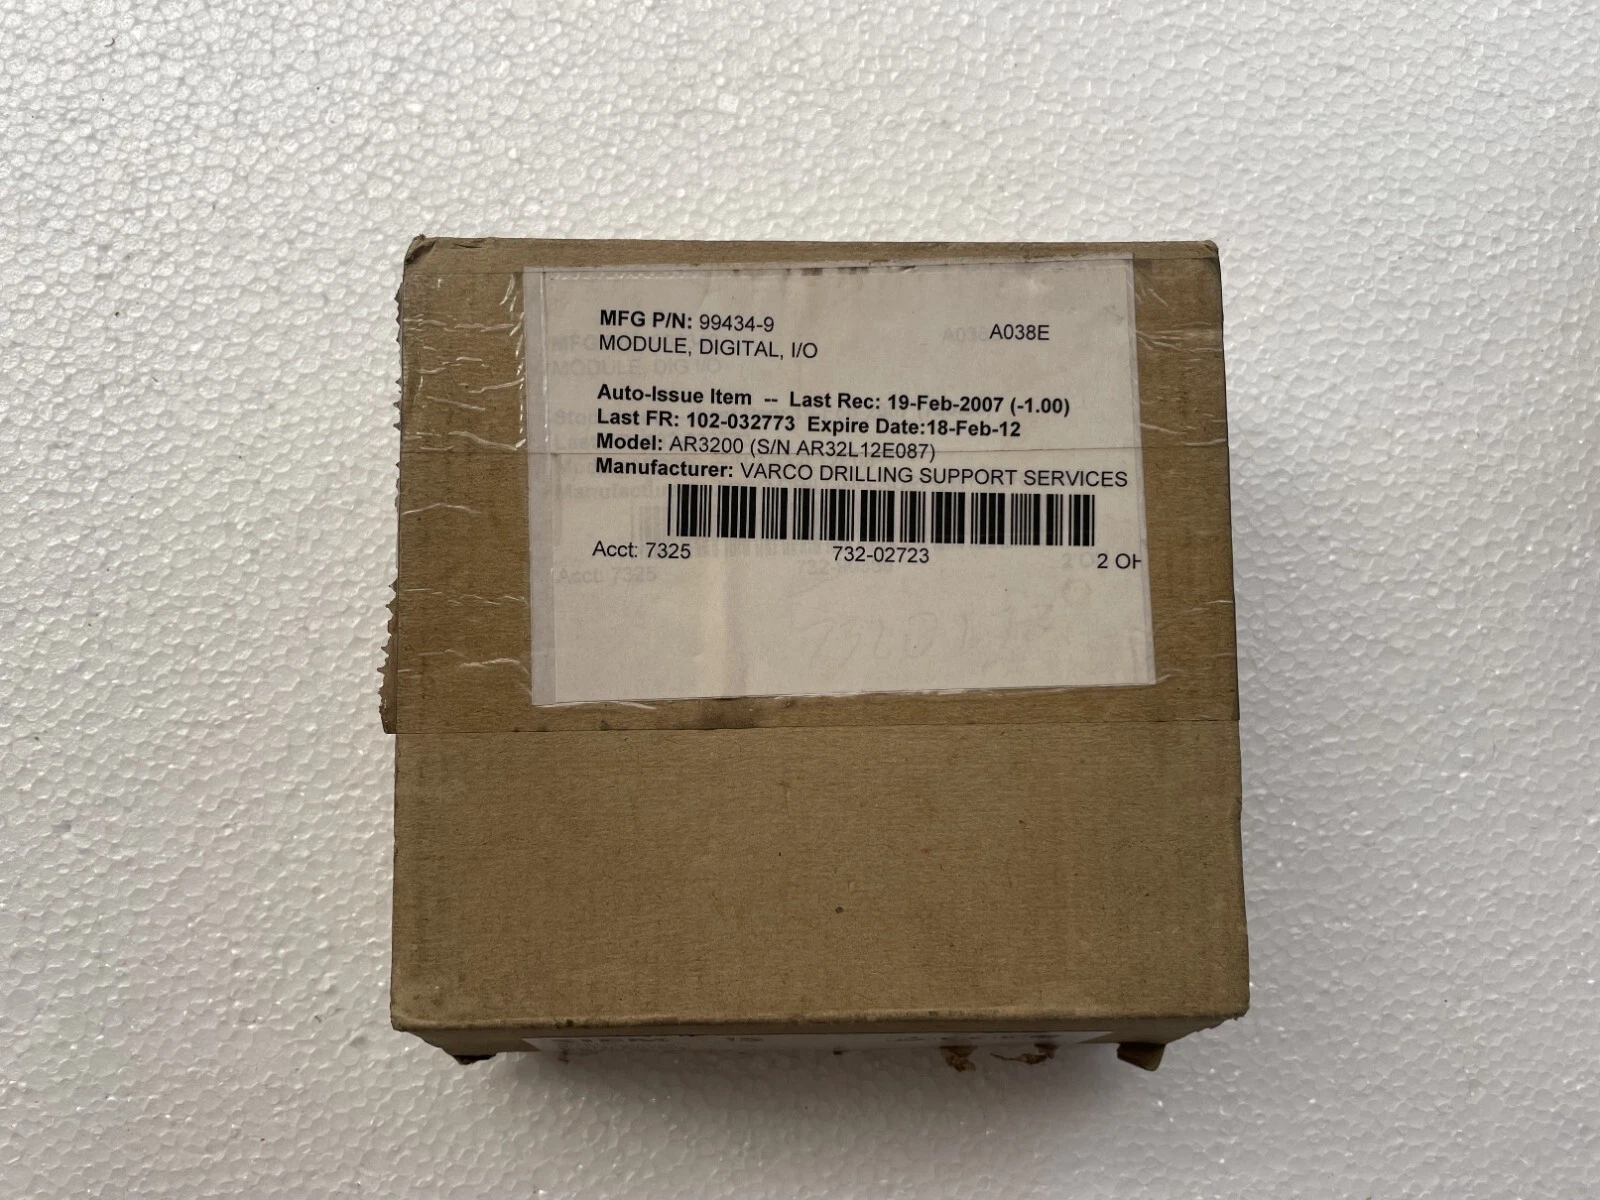 MFG P/N: 99434-9 A038E
MODULE, DIGITAL, I/O
Auto-Issue Item -- Last Rec: 19-Feb-2007 (-1.00)
Last FR: 102-032773 Expire Date:18-Feb-12
Model: AR3200 (S/N AR32L12E087)
Manufacturer: VARCO DRILLING SUPPORT SERVICES
Acct: 7325 732-02723 2 OH